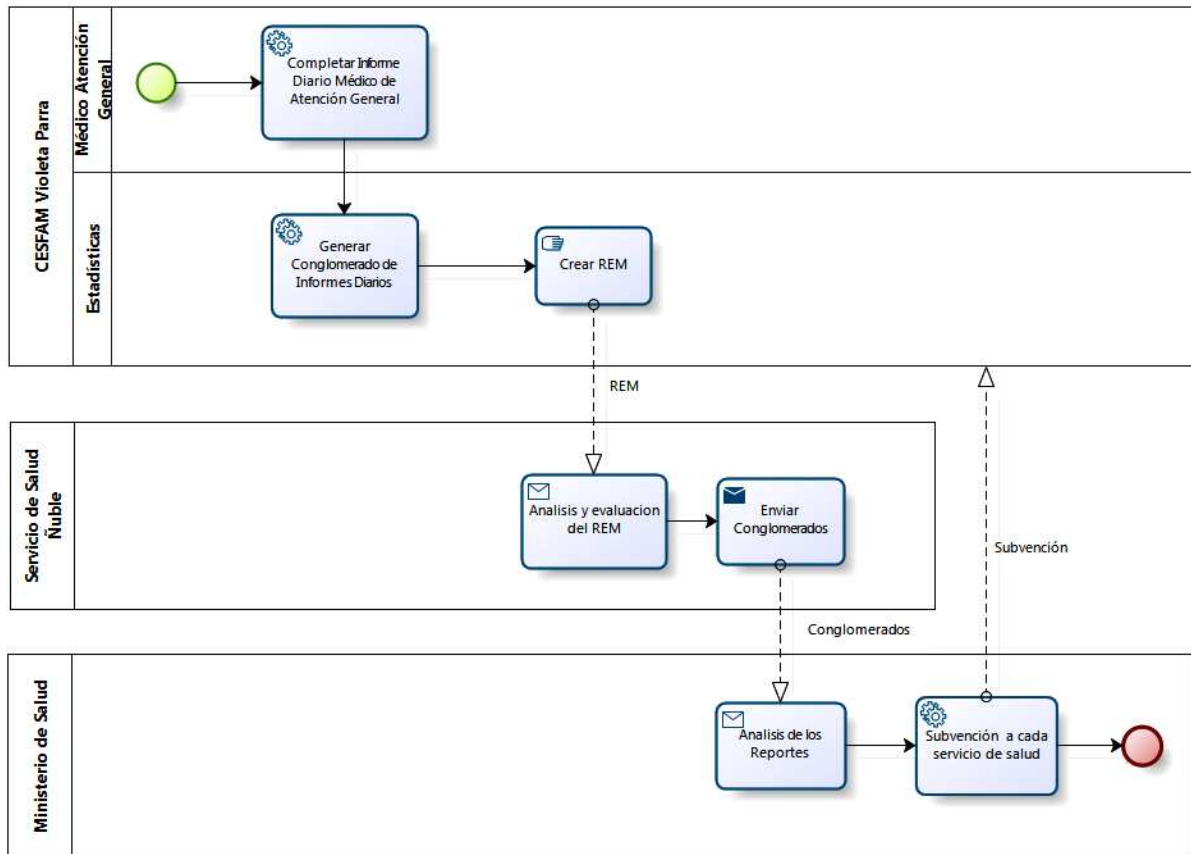 CESFAM Violeta Parra
Médico Atención
General
Completar Informe
Diario Médico de
Atención General
Estadísticas
Generar
Conglomerado de
Informes Diarios
Crear REM
REM
Servicio de Salud
Ñuble
Analisis y evaluacion
del REM
Enviar
Conglomerados
Subvención
Conglomerados
Ministerio de Salud
Analisis de los
Reportes
Subvención a cada
servicio de salud